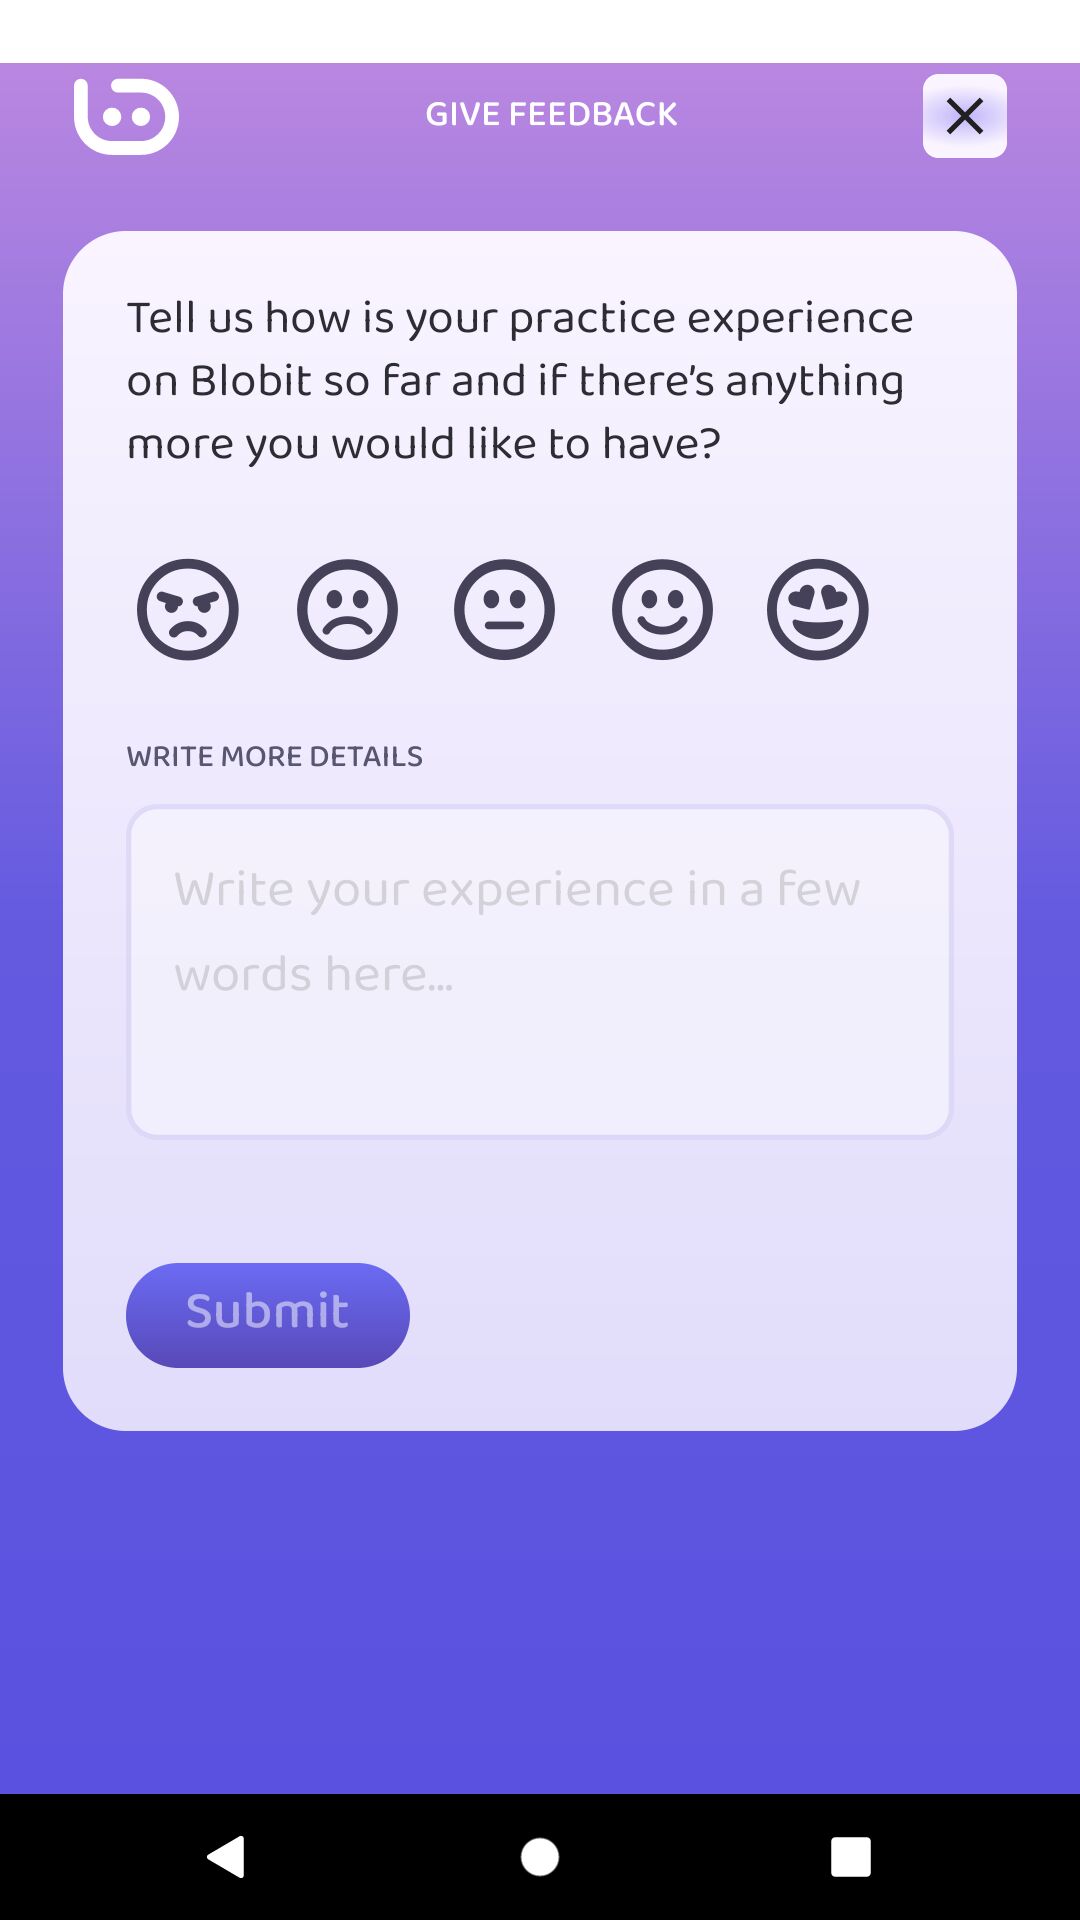 GIVE FEEDBACK
Tell us how is your practice experience
on Blobit so far and if there's anything
more you would like to have?
WRITE MORE DETAILS
Write your experience in a few
words here...
Submit